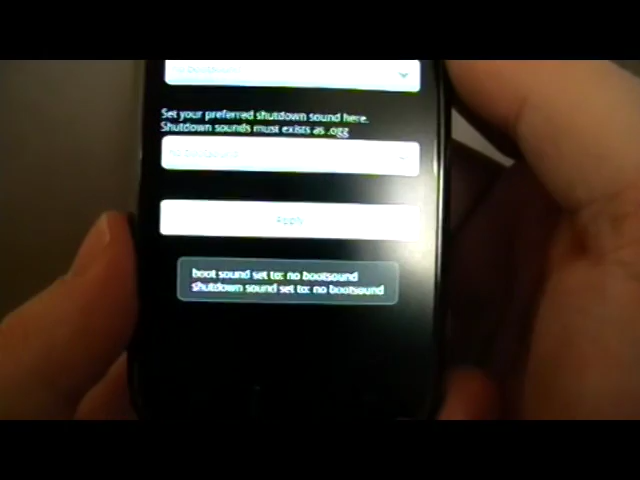 Set your preferred shutdown sound here.
Shutdown sounds must exists as .ogg
Apply
boot sound set to: no bootsound
shutdown sound set to: no bootsound